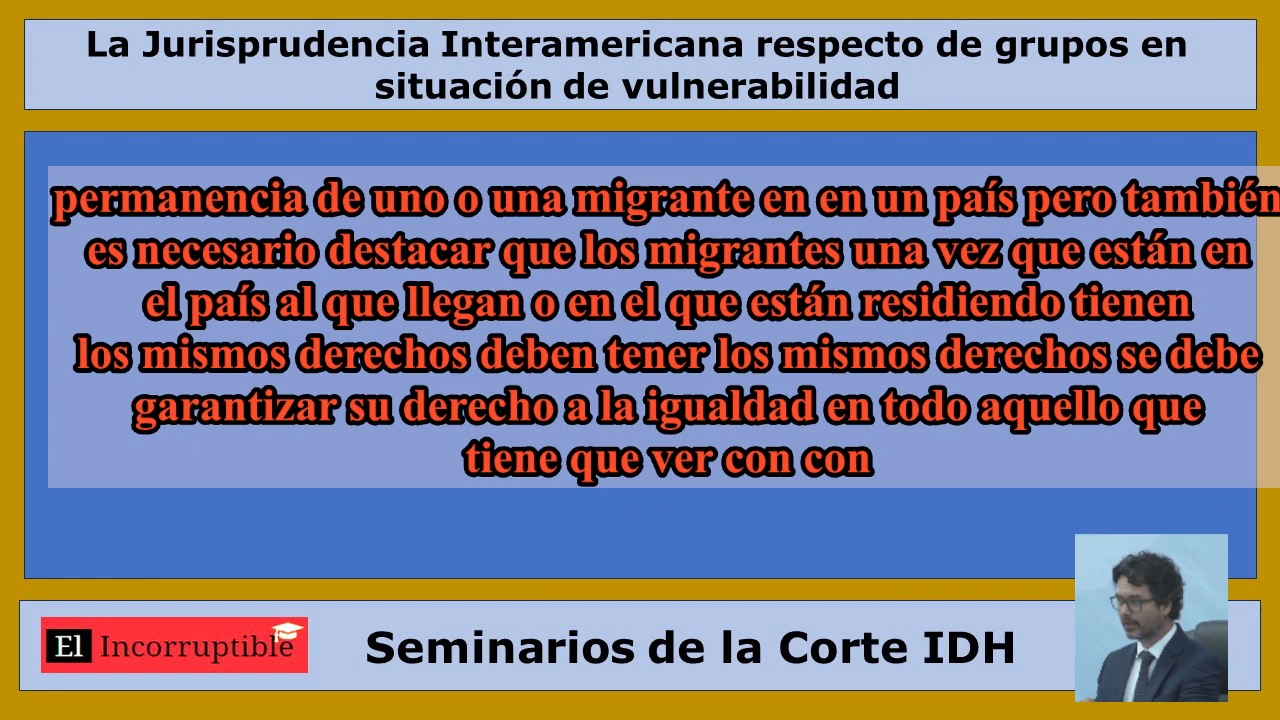 La Jurisprudencia Interamericana respecto de grupos en
situación de vulnerabilidad
permanencia de uno o una migrante en en un país pero también
es necesario destacar que los migrantes una vez que están en
el país al que llegan o en el que están residiendo tienen
los mismos derechos deben tener los mismos derechos se debe
garantizar su derecho a la igualdad en todo aquello que
tiene que ver con con
El Incorruptible
Seminarios de la Corte IDH